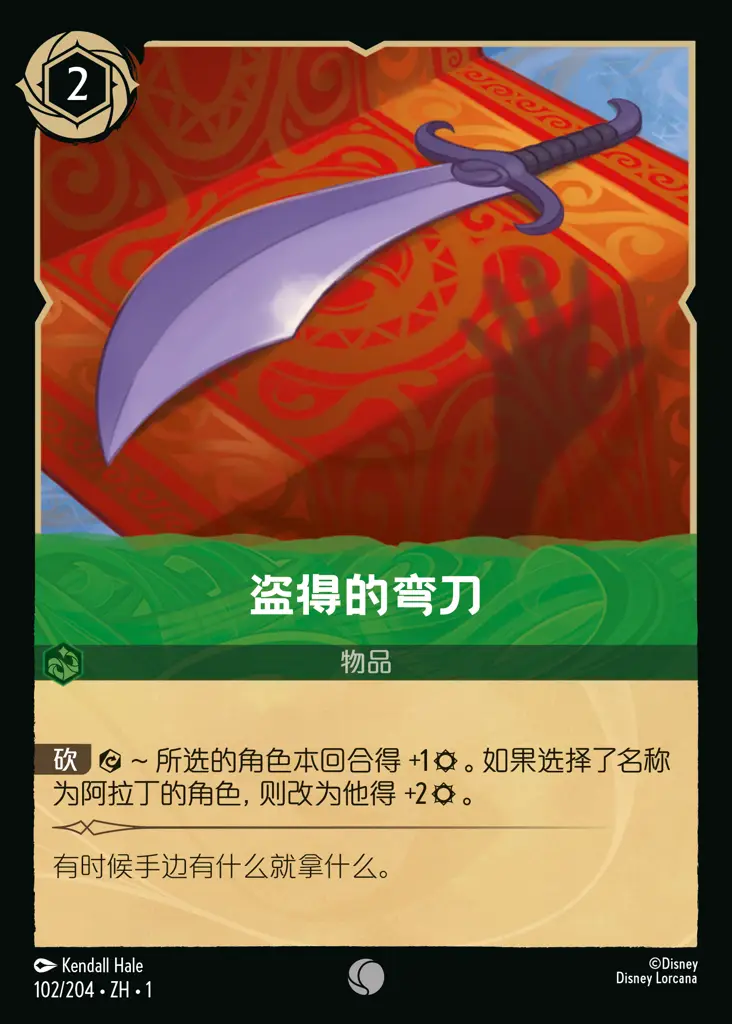 2
盗得的弯刀
物品
砍 ~ 所选的角色本回合得 +1 。如果选择了名称
为阿拉丁的角色, 则改为他得 +2 。
有时候手边有什么就拿什么。
Kendall Hale
102/204 • ZH • 1
©Disney
Disney Lorcana